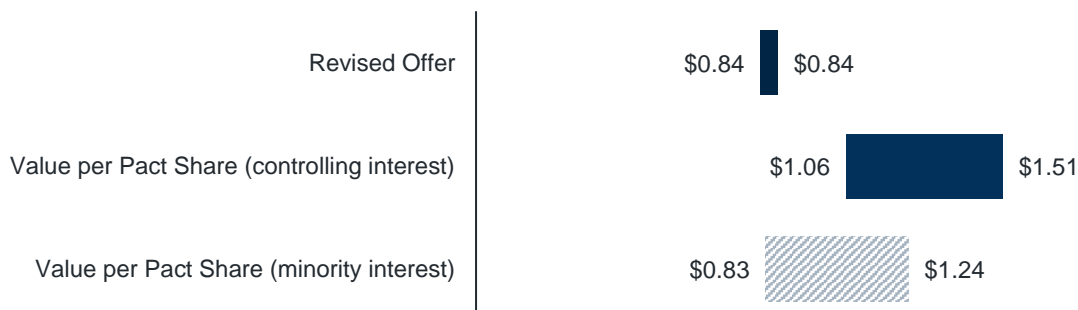 Revised Offer $0.84 $0.84
Value per Pact Share (controlling interest) $1.06 $1.51
Value per Pact Share (minority interest) $0.83 $1.24